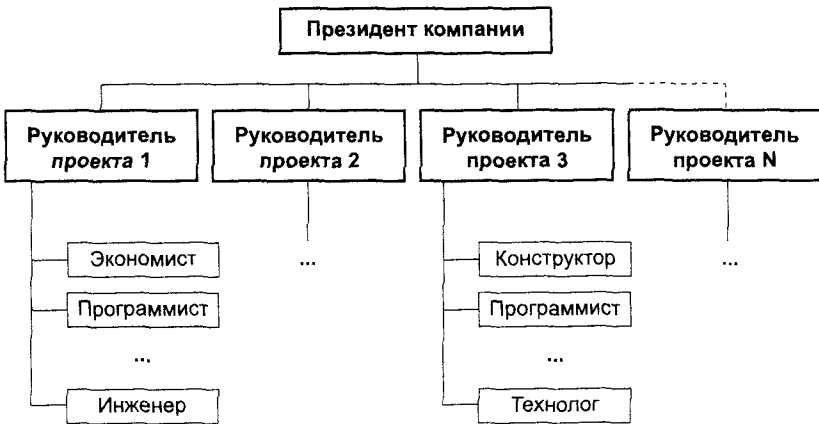 Президент компании
Руководитель проекта 1
Руководитель проекта 2
Руководитель проекта 3
Руководитель проекта N
Экономист
Программист
...
Инженер
...
Конструктор
Программист
...
Технолог
...